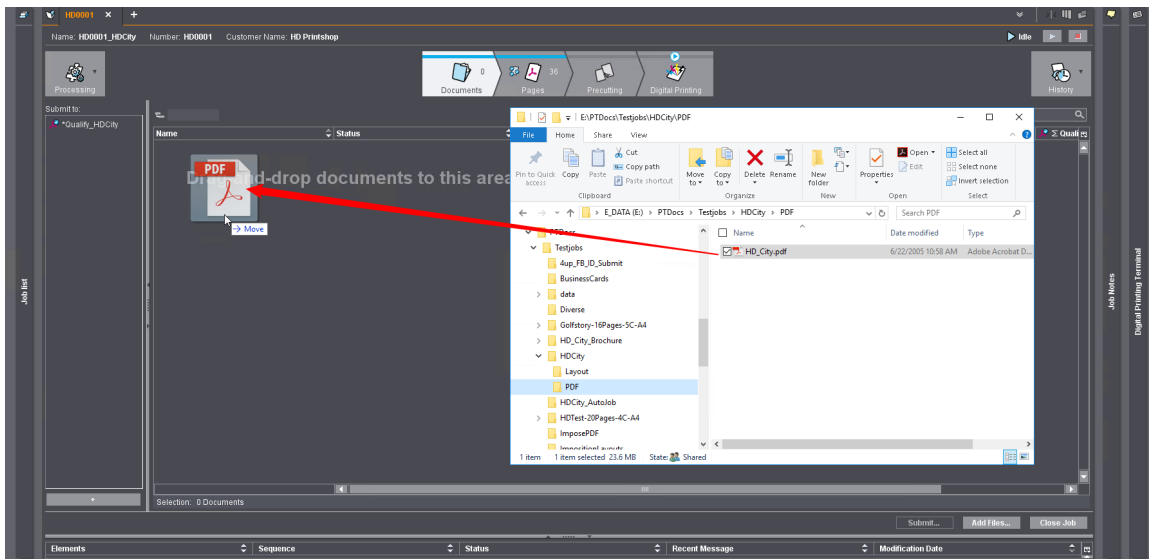 HD0001
Name: HD0001_HDCity Number: HD0001 Customer Name: HD Printshop
Idle
Processing
Documents 0
Pages 36
Precutting
Digital Printing
History
Submit to:
*Qualify_HDCity
Name Status
Σ Qualif
Drag-and-drop documents to this area
PDF
Move
E:\PTDocs\Testjobs\HDCity\PDF
File Home Share View
Pin to Quick access
Copy
Paste
Cut
Copy path
Paste shortcut
Move to
Copy to
Delete
Rename
New folder
Properties
Open
Edit
Select all
Select none
Invert selection
Clipboard Organize New Open Select
E_DATA (E:) > PTDocs > Testjobs > HDCity > PDF
Search PDF
Name Date modified Type
HD_City.pdf 6/22/2005 10:58 AM Adobe Acrobat D...
PTDocs
Testjobs
4up_FB_ID_Submit
BusinessCards
data
Diverse
Golfstory-16Pages-5C-A4
HD_City_Brochure
HDCity
Layout
PDF
HDCity_AutoJob
HDTest-20Pages-4C-A4
ImposePDF
ImpositionLayouts
1 item 1 item selected 23.6 MB State: Shared
Selection: 0 Documents
Submit... Add Files... Close Job
Elements Sequence Status Recent Message Modification Date
Job list
Job Notes
Digital Printing Terminal